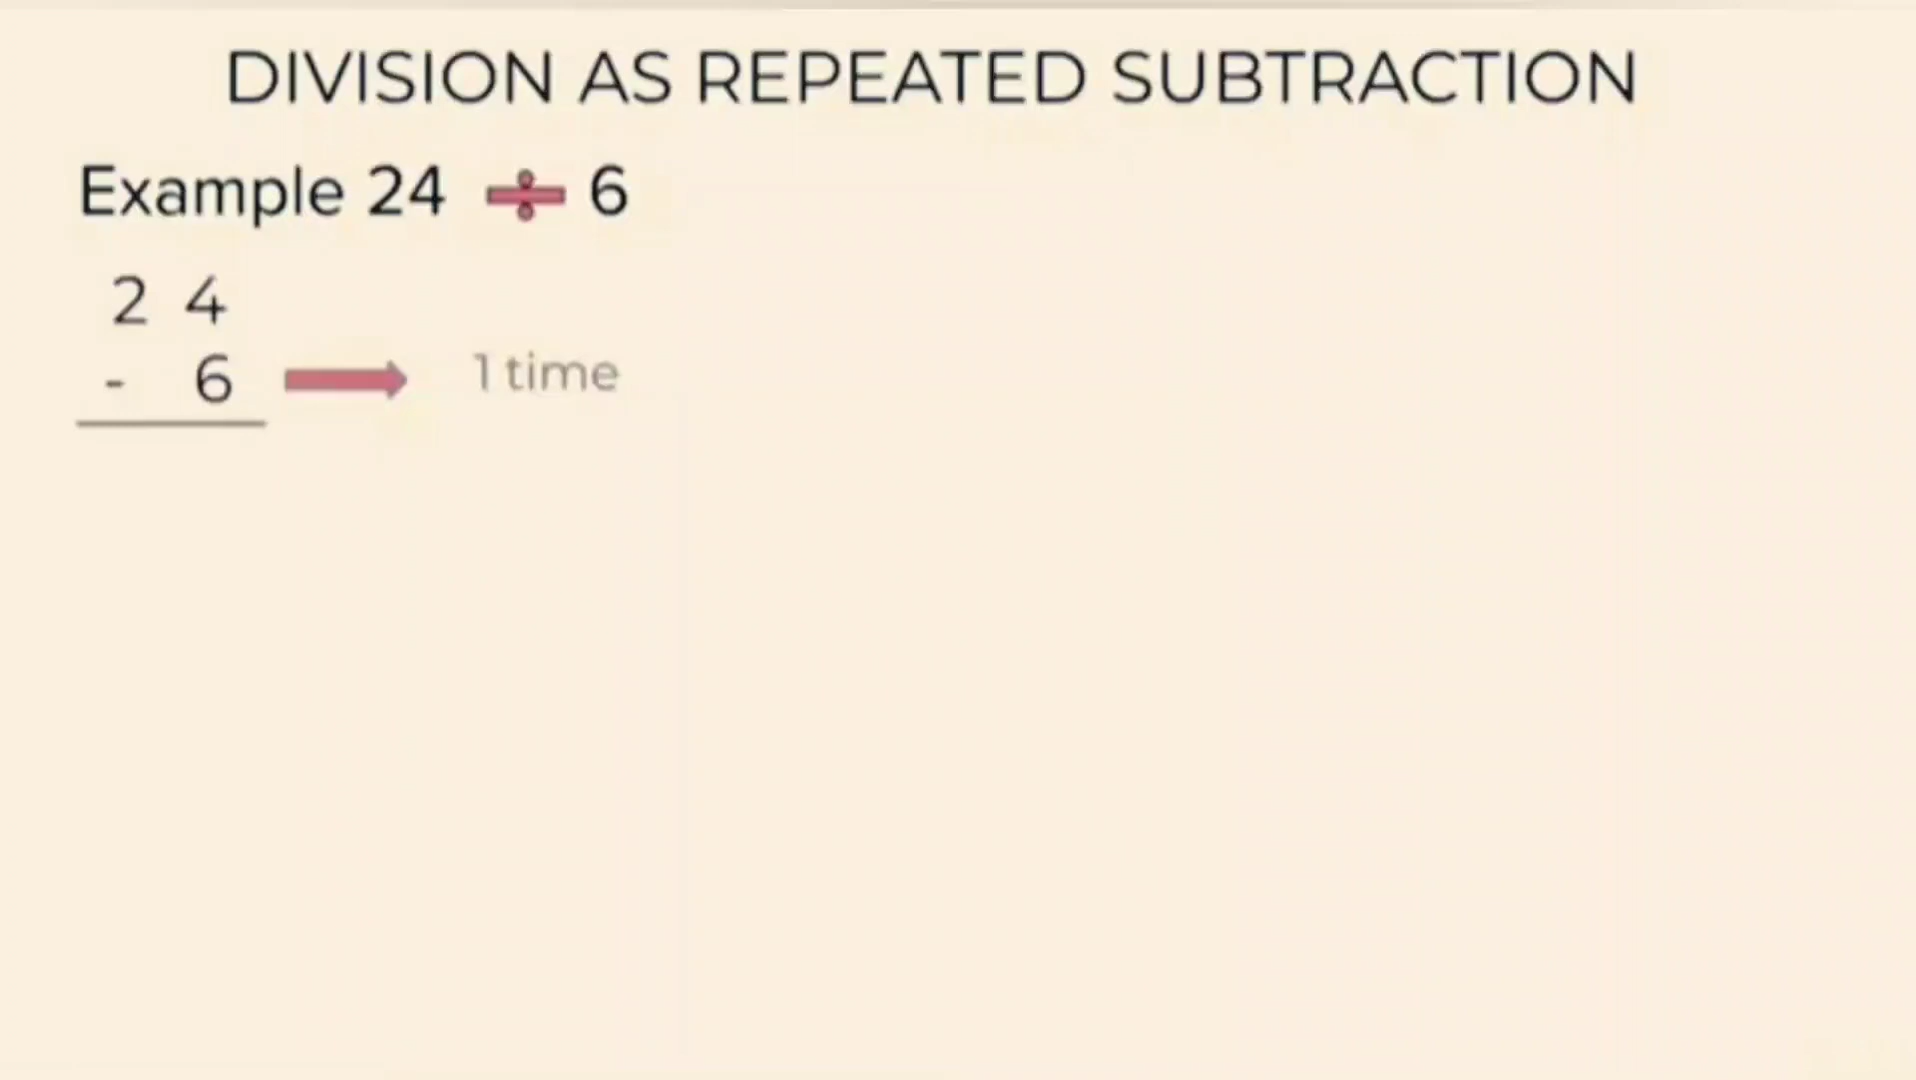 DIVISION AS REPEATED SUBTRACTION
Example 24 ÷ 6
2 4
- 6 1 time